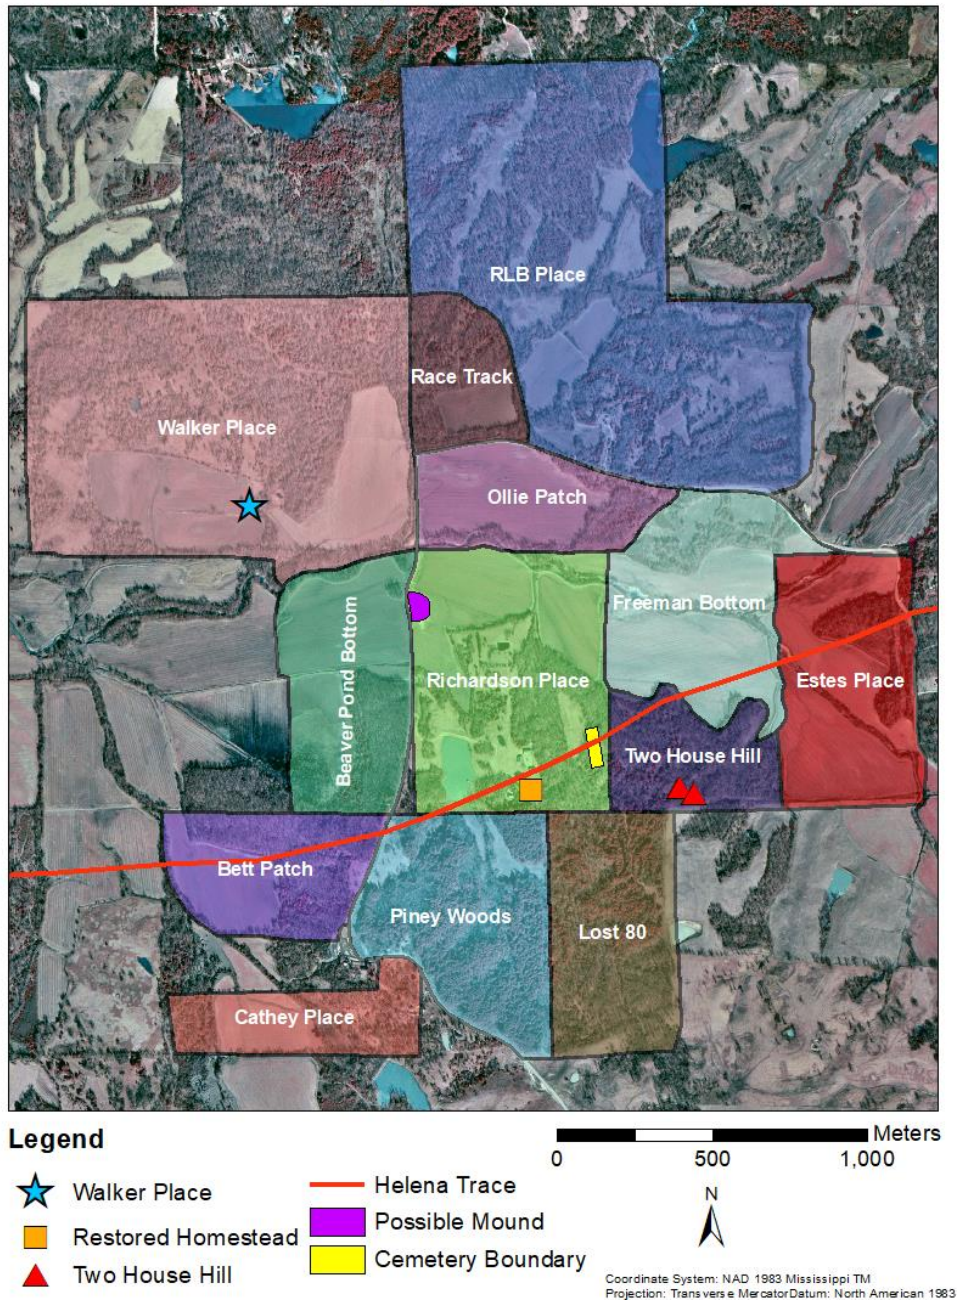 RLB Place
Race Track
Walker Place
Ollie Patch
Freeman Bottom
Beaver Pond Bottom
Richardson Place
Estes Place
Two House Hill
Bett Patch
Piney Woods
Lost 80
Cathey Place
Legend
Walker Place
Restored Homestead
Two House Hill
Helena Trace
Possible Mound
Cemetery Boundary
Meters
0 500 1,000
N
Coordinate System: NAD 1983 Mississippi TM
Projection: Transverse MercatorDatum: North American 1983